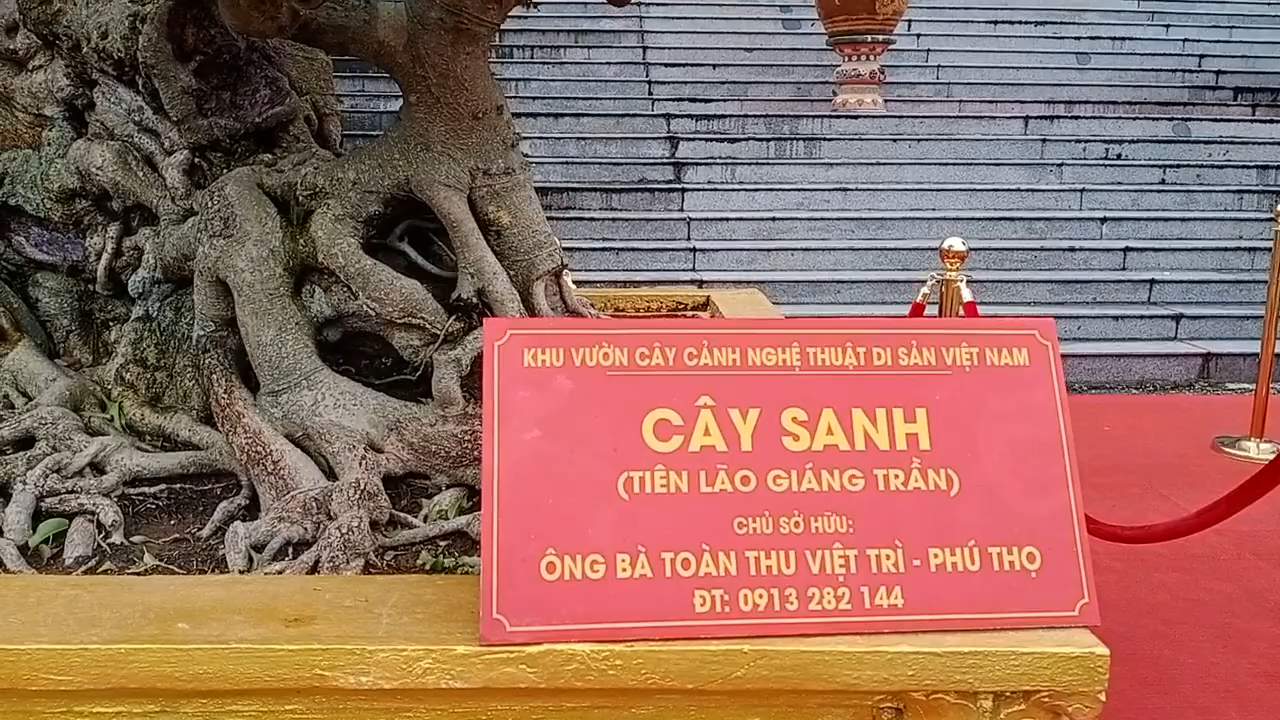 KHU VƯỜN CÂY CẢNH NGHỆ THUẬT DI SẢN VIỆT NAM
CÂY SANH
(TIÊN LÃO GIÁNG TRẦN)
CHỦ SỞ HỮU:
ÔNG BÀ TOÀN THU VIỆT TRÌ - PHÚ THỌ
ĐT: 0913 282 144